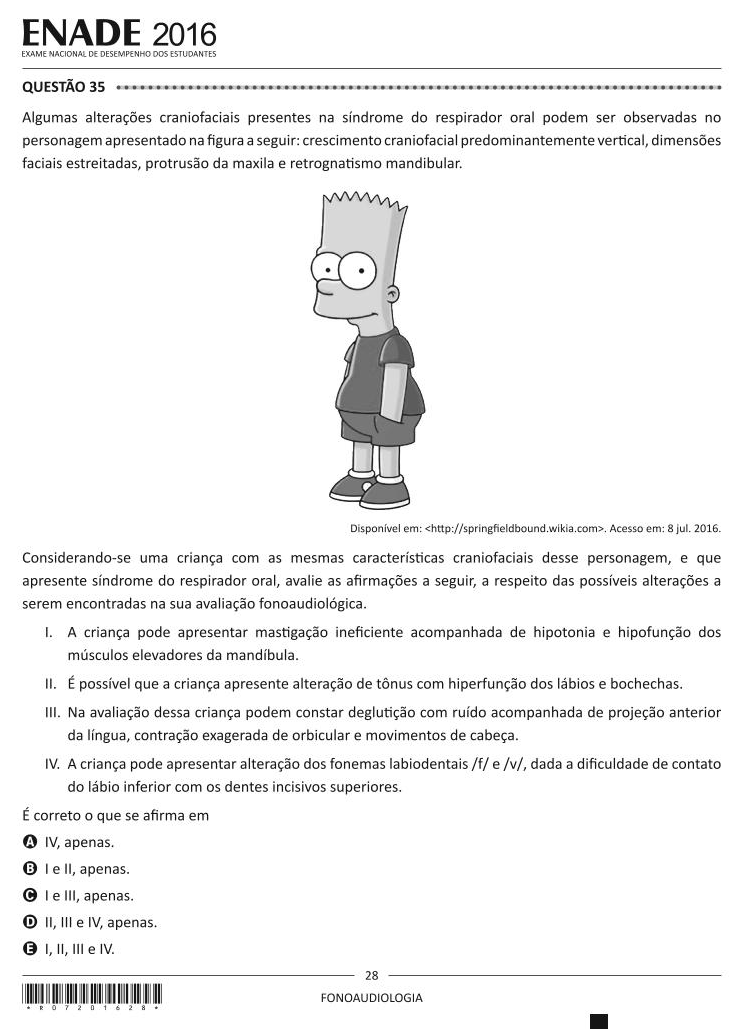 ENADE 2016
EXAME NACIONAL DE DESEMPENHO DOS ESTUDANTES
QUESTÃO 35
Algumas alterações craniofaciais presentes na síndrome do respirador oral podem ser observadas no
personagem apresentado na figura a seguir: crescimento craniofacial predominantemente vertical, dimensões
faciais estreitadas, protrusão da maxila e retrognatismo mandibular.
Disponível em: <http://springfieldbound.wikia.com>. Acesso em: 8 jul. 2016.
Considerando-se uma criança com as mesmas características craniofaciais desse personagem, e que
apresente síndrome do respirador oral, avalie as afirmações a seguir, a respeito das possíveis alterações a
serem encontradas na sua avaliação fonoaudiológica.
I. A criança pode apresentar mastigação ineficiente acompanhada de hipotonia e hipofunção dos
músculos elevadores da mandíbula.
II. É possível que a criança apresente alteração de tônus com hiperfunção dos lábios e bochechas.
III. Na avaliação dessa criança podem constar deglutição com ruído acompanhada de projeção anterior
da língua, contração exagerada de orbicular e movimentos de cabeça.
IV. A criança pode apresentar alteração dos fonemas labiodentais /f/ e /v/, dada a dificuldade de contato
do lábio inferior com os dentes incisivos superiores.
É correto o que se afirma em
A IV, apenas.
B I e II, apenas.
C I e III, apenas.
D II, III e IV, apenas.
E I, II, III e IV.
28
FONOAUDIOLOGIA
* R 0 7 2 0 1 6 2 8 *